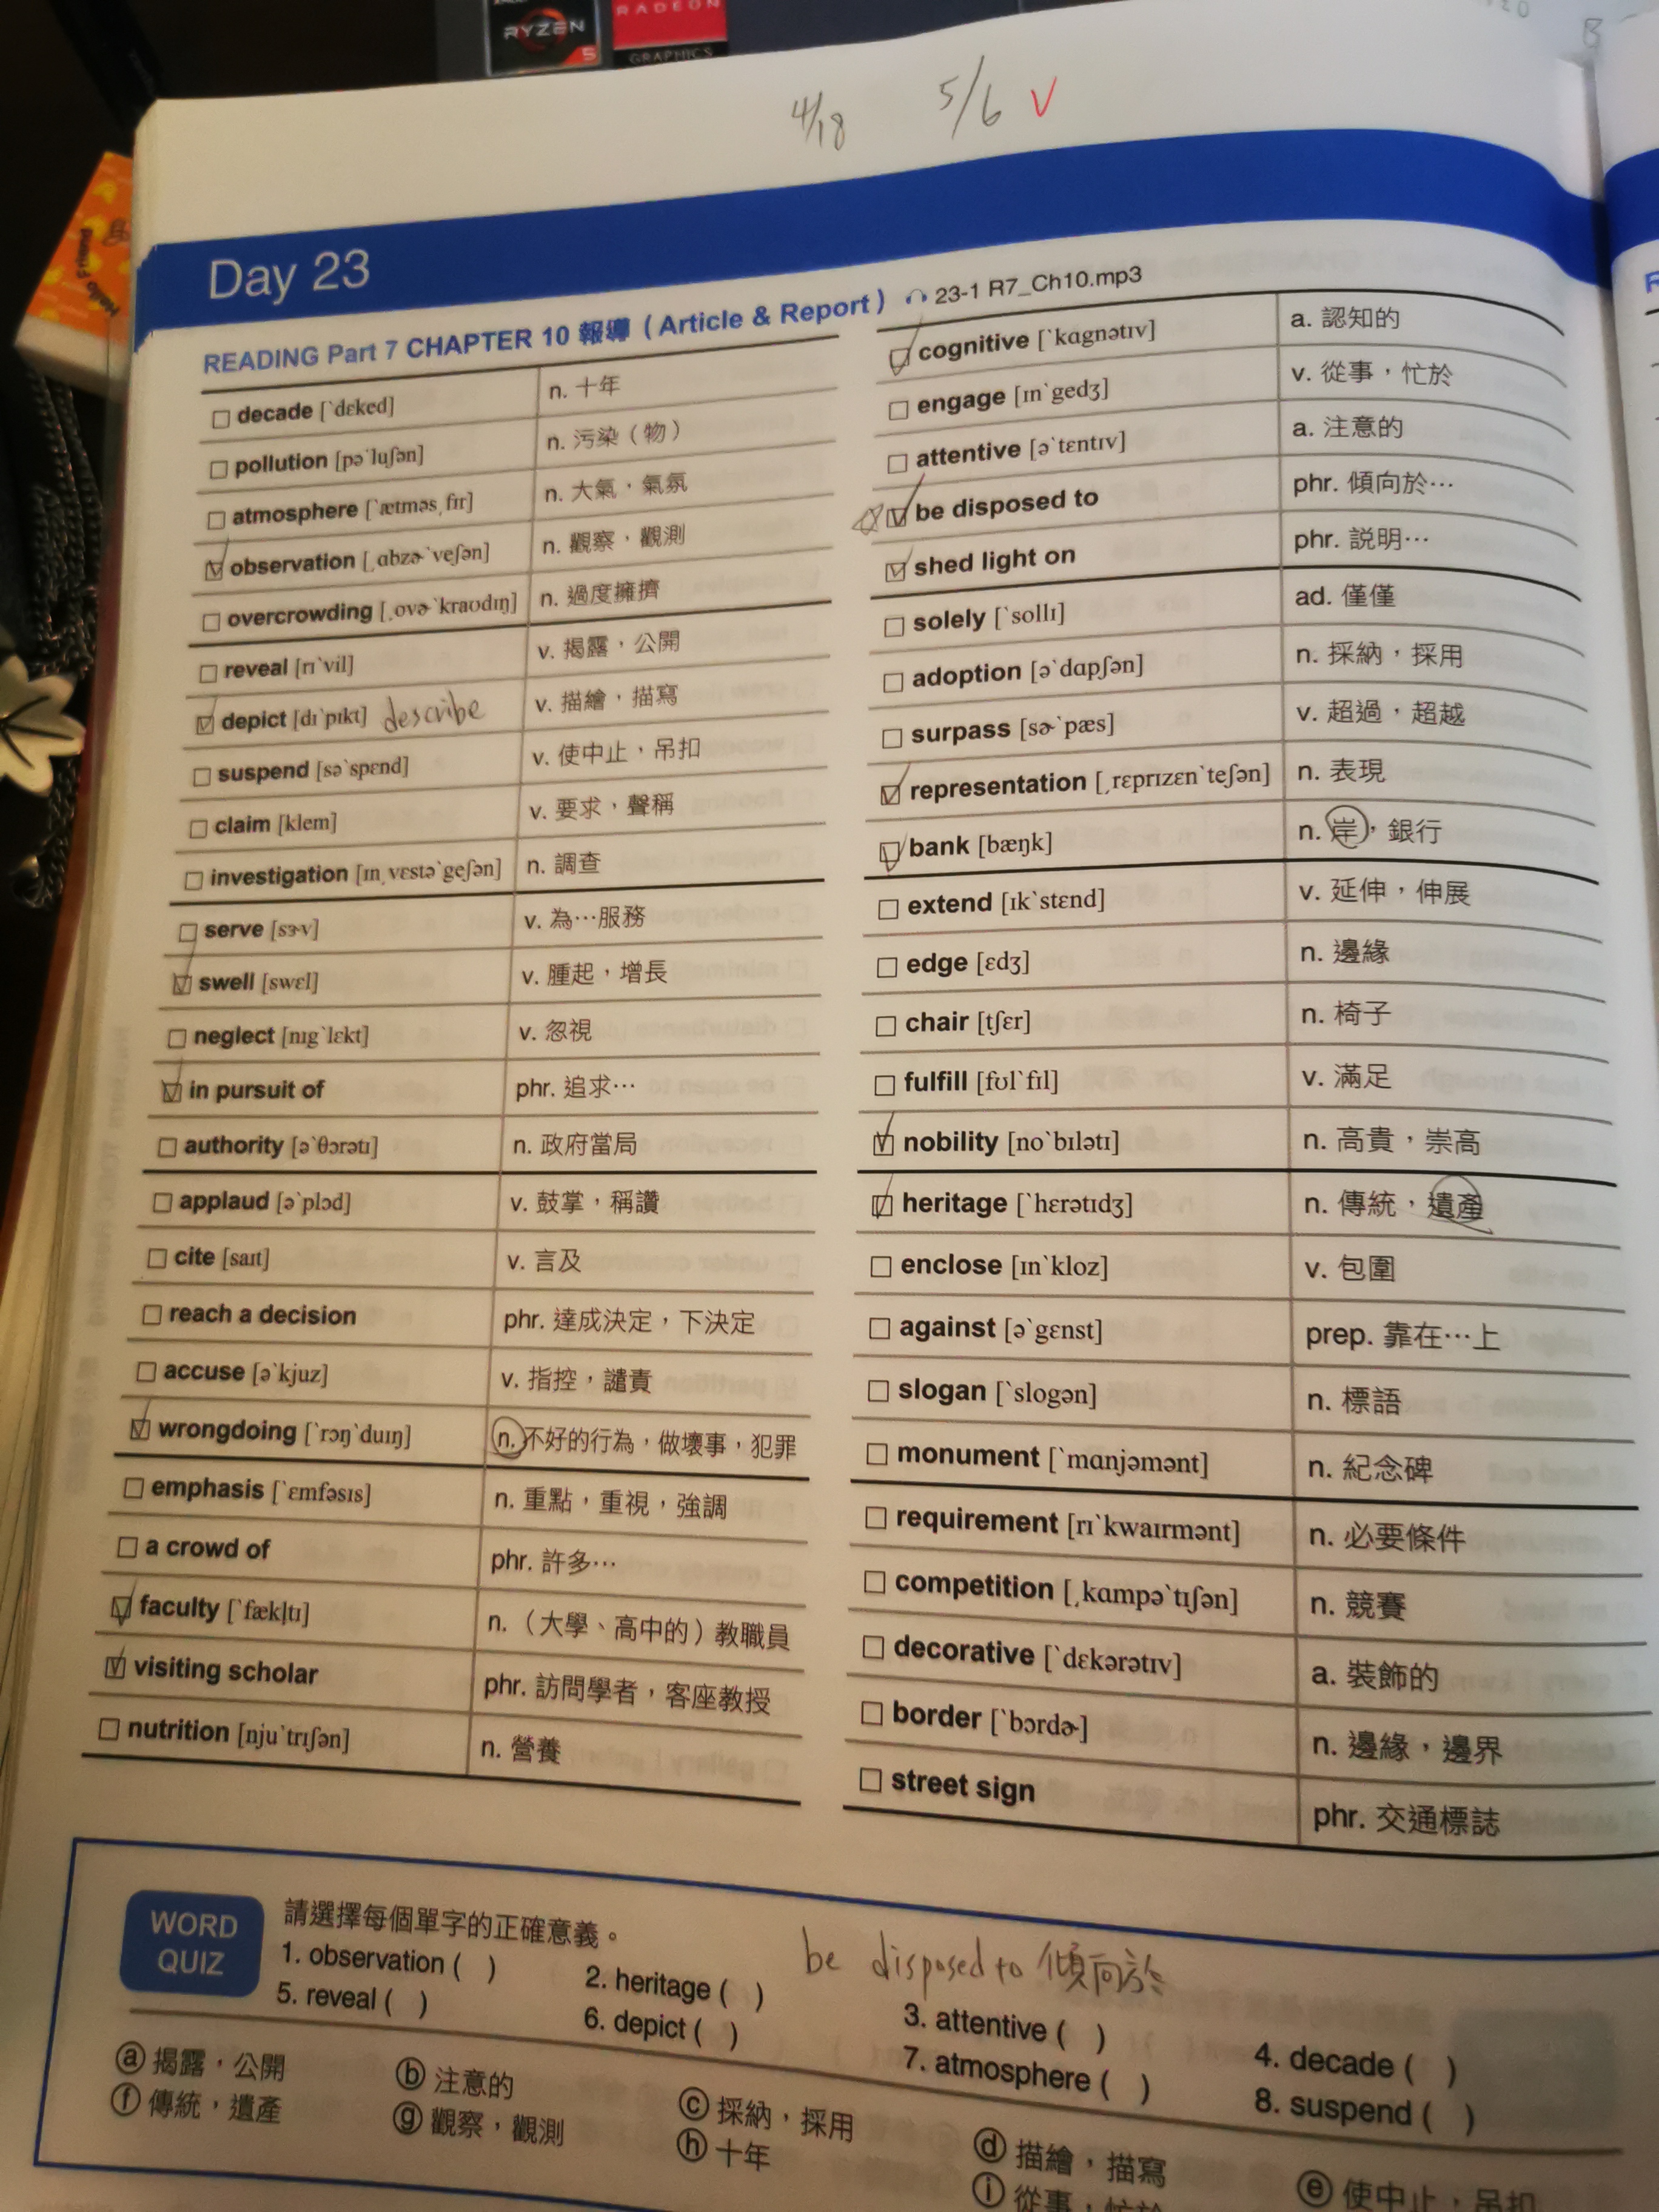 RYZEN
5
RADEON
GRAPHICS
Hello Friend
4/18 5/6 V
Day 23
READING Part 7 CHAPTER 10 報導（Article & Report） 23-1 R7_Ch10.mp3
decade [ˋdɛked] n. 十年
pollution [pəˋluʃən] n. 污染（物）
atmosphere [ˋætməs͵fɪr] n. 大氣，氣氛
observation [͵ɑbzɚˋveʃən] n. 觀察，觀測
overcrowding [͵ovɚˋkraʊdɪŋ] n. 過度擁擠
reveal [rɪˋvil] v. 揭露，公開
depict [dɪˋpɪkt] describe v. 描繪，描寫
suspend [səˋspɛnd] v. 使中止，吊扣
claim [klem] v. 要求，聲稱
investigation [ɪn͵vɛstəˋgeʃən] n. 調查
serve [sɝv] v. 為…服務
swell [swɛl] v. 腫起，增長
neglect [nɪgˋlɛkt] v. 忽視
in pursuit of phr. 追求…
authority [əˋθɔrətɪ] n. 政府當局
applaud [əˋplɔd] v. 鼓掌，稱讚
cite [saɪt] v. 言及
reach a decision phr. 達成決定，下決定
accuse [əˋkjuz] v. 指控，譴責
wrongdoing [ˋrɔŋˋduɪŋ] n. 不好的行為，做壞事，犯罪
emphasis [ˋɛmfəsɪs] n. 重點，重視，強調
a crowd of phr. 許多…
faculty [ˋfækl̩tɪ] n.（大學、高中的）教職員
visiting scholar phr. 訪問學者，客座教授
nutrition [njuˋtrɪʃən] n. 營養
cognitive [ˋkɑgnətɪv] a. 認知的
engage [ɪnˋgedʒ] v. 從事，忙於
attentive [əˋtɛntɪv] a. 注意的
be disposed to phr. 傾向於…
shed light on phr. 說明…
solely [ˋsollɪ] ad. 僅僅
adoption [əˋdɑpʃən] n. 採納，採用
surpass [sɚˋpæs] v. 超過，超越
representation [͵rɛprɪzɛnˋteʃən] n. 表現
bank [bæŋk] n. 岸，銀行
extend [ɪkˋstɛnd] v. 延伸，伸展
edge [ɛdʒ] n. 邊緣
chair [tʃɛr] n. 椅子
fulfill [fʊlˋfɪl] v. 滿足
nobility [noˋbɪlətɪ] n. 高貴，崇高
heritage [ˋhɛrətɪdʒ] n. 傳統，遺產
enclose [ɪnˋkloz] v. 包圍
against [əˋgɛnst] prep. 靠在…上
slogan [ˋslogən] n. 標語
monument [ˋmɑnjəmənt] n. 紀念碑
requirement [rɪˋkwaɪrmənt] n. 必要條件
competition [͵kɑmpəˋtɪʃən] n. 競賽
decorative [ˋdɛkərətɪv] a. 裝飾的
border [ˋbɔrdɚ] n. 邊緣，邊界
street sign phr. 交通標誌
WORD
QUIZ
請選擇每個單字的正確意義。
be disposed to 傾向於
1. observation ( ) 2. heritage ( ) 3. attentive ( ) 4. decade ( )
5. reveal ( ) 6. depict ( ) 7. atmosphere ( ) 8. suspend ( )
ⓐ 揭露，公開 ⓑ 注意的 ⓒ 採納，採用 ⓓ 描繪，描寫 ⓔ 使中止，吊扣
ⓕ 傳統，遺產 ⓖ 觀察，觀測 ⓗ 十年 ⓘ 從事，忙於